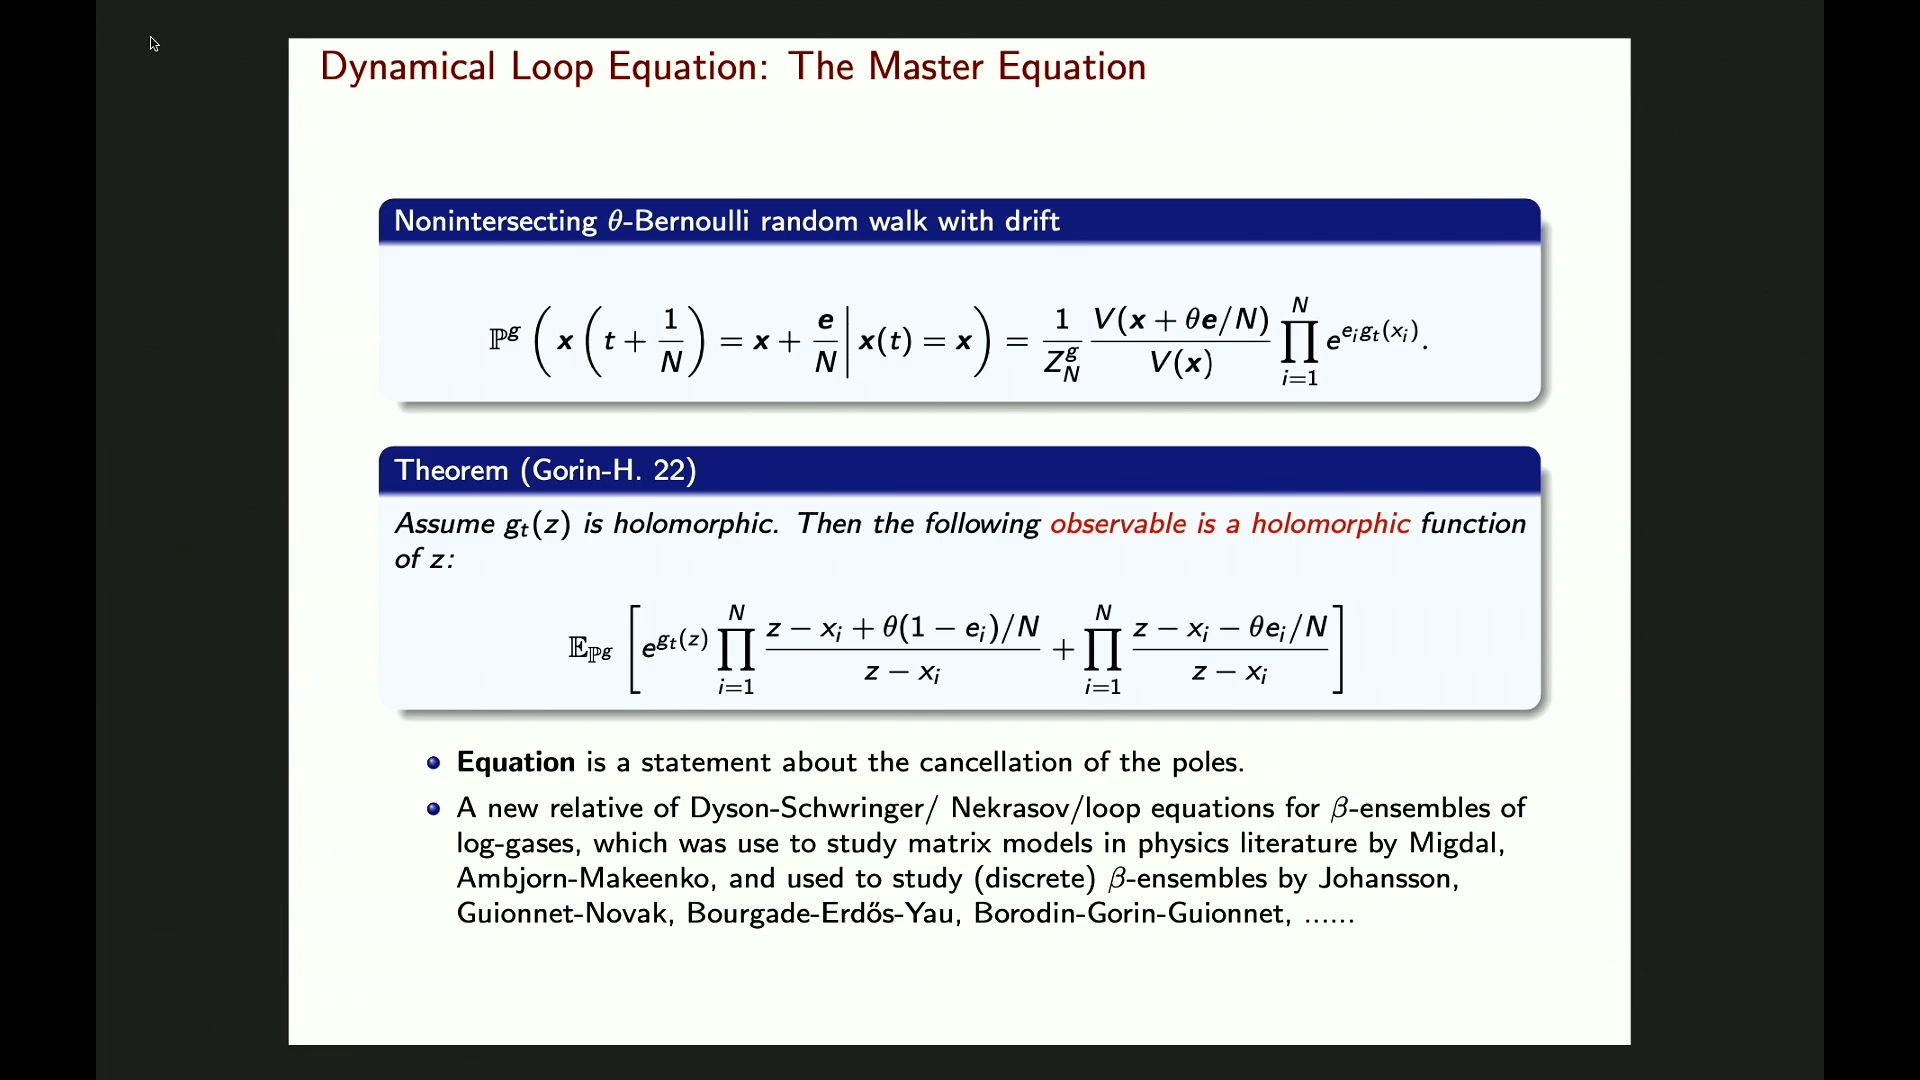 Dynamical Loop Equation: The Master Equation
Nonintersecting θ-Bernoulli random walk with drift
ℙ^g ( x ( t + 1/N ) = x + e/N | x(t) = x ) = 1/Z_N^g V(x + θe/N)/V(x) ∏_{i=1}^N e^{e_i g_t(x_i)}.
Theorem (Gorin-H. 22)
Assume g_t(z) is holomorphic. Then the following observable is a holomorphic function
of z:
𝔼_{ℙ^g} [ e^{g_t(z)} ∏_{i=1}^N (z − x_i + θ(1 − e_i)/N)/(z − x_i) + ∏_{i=1}^N (z − x_i − θe_i/N)/(z − x_i) ]
Equation is a statement about the cancellation of the poles.
A new relative of Dyson-Schwringer/ Nekrasov/loop equations for β-ensembles of
log-gases, which was use to study matrix models in physics literature by Migdal,
Ambjorn-Makeenko, and used to study (discrete) β-ensembles by Johansson,
Guionnet-Novak, Bourgade-Erdős-Yau, Borodin-Gorin-Guionnet, ......